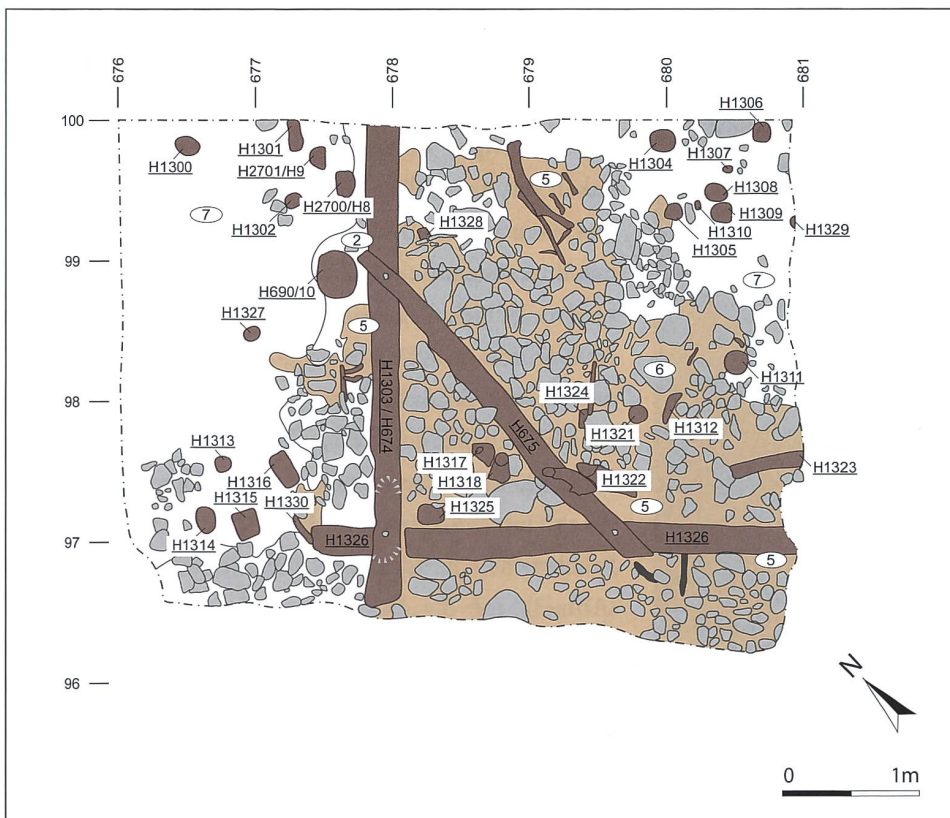 676 677 678 679 680 681
100
99
98
97
96
H1306
H1301
H1304
H1307
H1300
H2701/H9
5
H1308
H2700/H8
H1309
7
H1328
H1310
H1302
H1305
H1329
2
H690/10
7
H1327
5
H1303 / H674
6
H1311
H1324
H1312
H1321
H675
H1313
H1317
H1323
H1316
H1318
H1322
H1315
H1325
5
H1330
H1314
H1326
H1326
5
N
0 1m